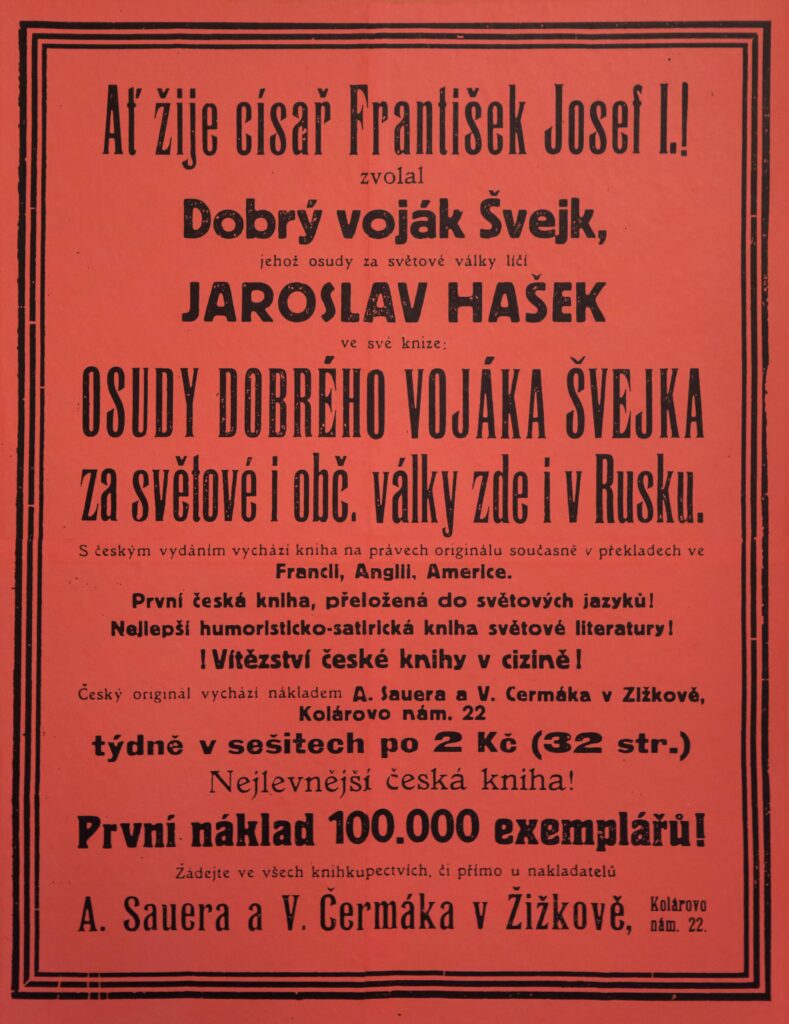 Ať žije císař František Josef I.!
zvolal
Dobrý voják Švejk,
jehož osudy za světové války líčí
JAROSLAV HAŠEK
ve své knize:
OSUDY DOBRÉHO VOJÁKA ŠVEJKA
za světové i obč. války zde i v Rusku.
S českým vydáním vychází kniha na právech originálu současně v překladech ve
Francii, Anglii, Americe.
První česká kniha, přeložená do světových jazyků!
Nejlepší humoristicko-satirická kniha světové literatury!
! Vítězství české knihy v cizině !
Český originál vychází nákladem A. Sauera a V. Cermáka v Zižkově,
Kolárovo nám. 22
týdně v sešitech po 2 Kč (32 str.)
Nejlevnější česká kniha!
První náklad 100.000 exemplářů!
Žádejte ve všech knihkupectvích, či přímo u nakladatelů
A. Sauera a V. Čermáka v Žižkově, Kolárovo
nám. 22.